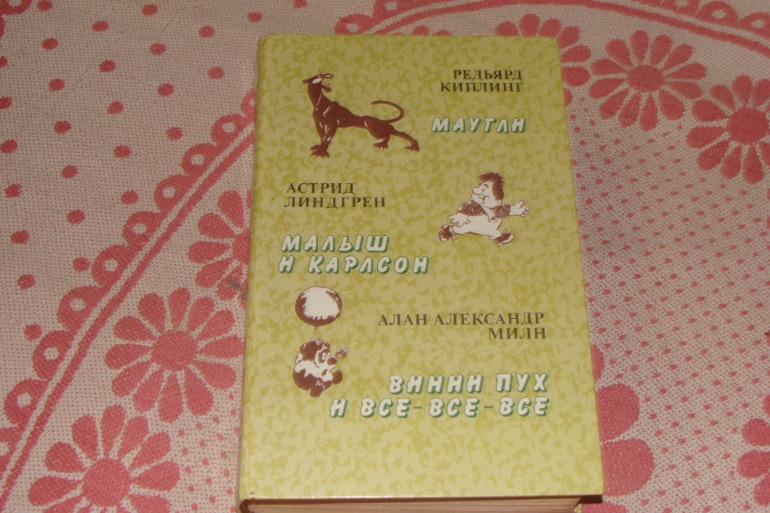 РЕДЬЯРД
КИПЛИНГ
МАУГЛИ
АСТРИД
ЛИНДГРЕН
МАЛЫШ
И КАРЛСОН
АЛАН АЛЕКСАНДР
МИЛН
ВИННИ ПУХ
И ВСЕ-ВСЕ-ВСЕ